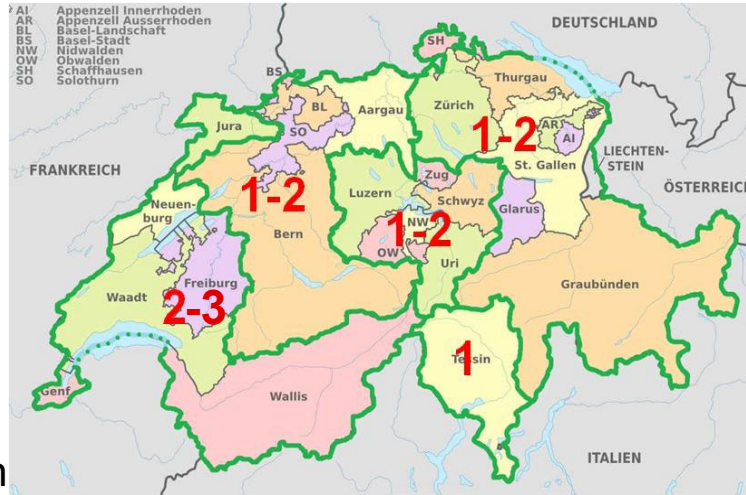 AI Appenzell Innerrhoden
AR Appenzell Ausserrhoden
BL Basel-Landschaft
BS Basel-Stadt
NW Nidwalden
OW Obwalden
SH Schaffhausen
SO Solothurn
DEUTSCHLAND
SH
BS
BL
Thurgau
Aargau
Zürich
Jura
SO
AR
AI
1-2
St. Gallen
LIECHTEN-
STEIN
FRANKREICH
ÖSTERREICH
Zug
Luzern
Schwyz
1-2
Neuen-
burg
Glarus
NW
1-2
Bern
OW
Uri
Freiburg
Graubünden
Waadt
2-3
1
Tessin
Genf
Wallis
ITALIEN
n